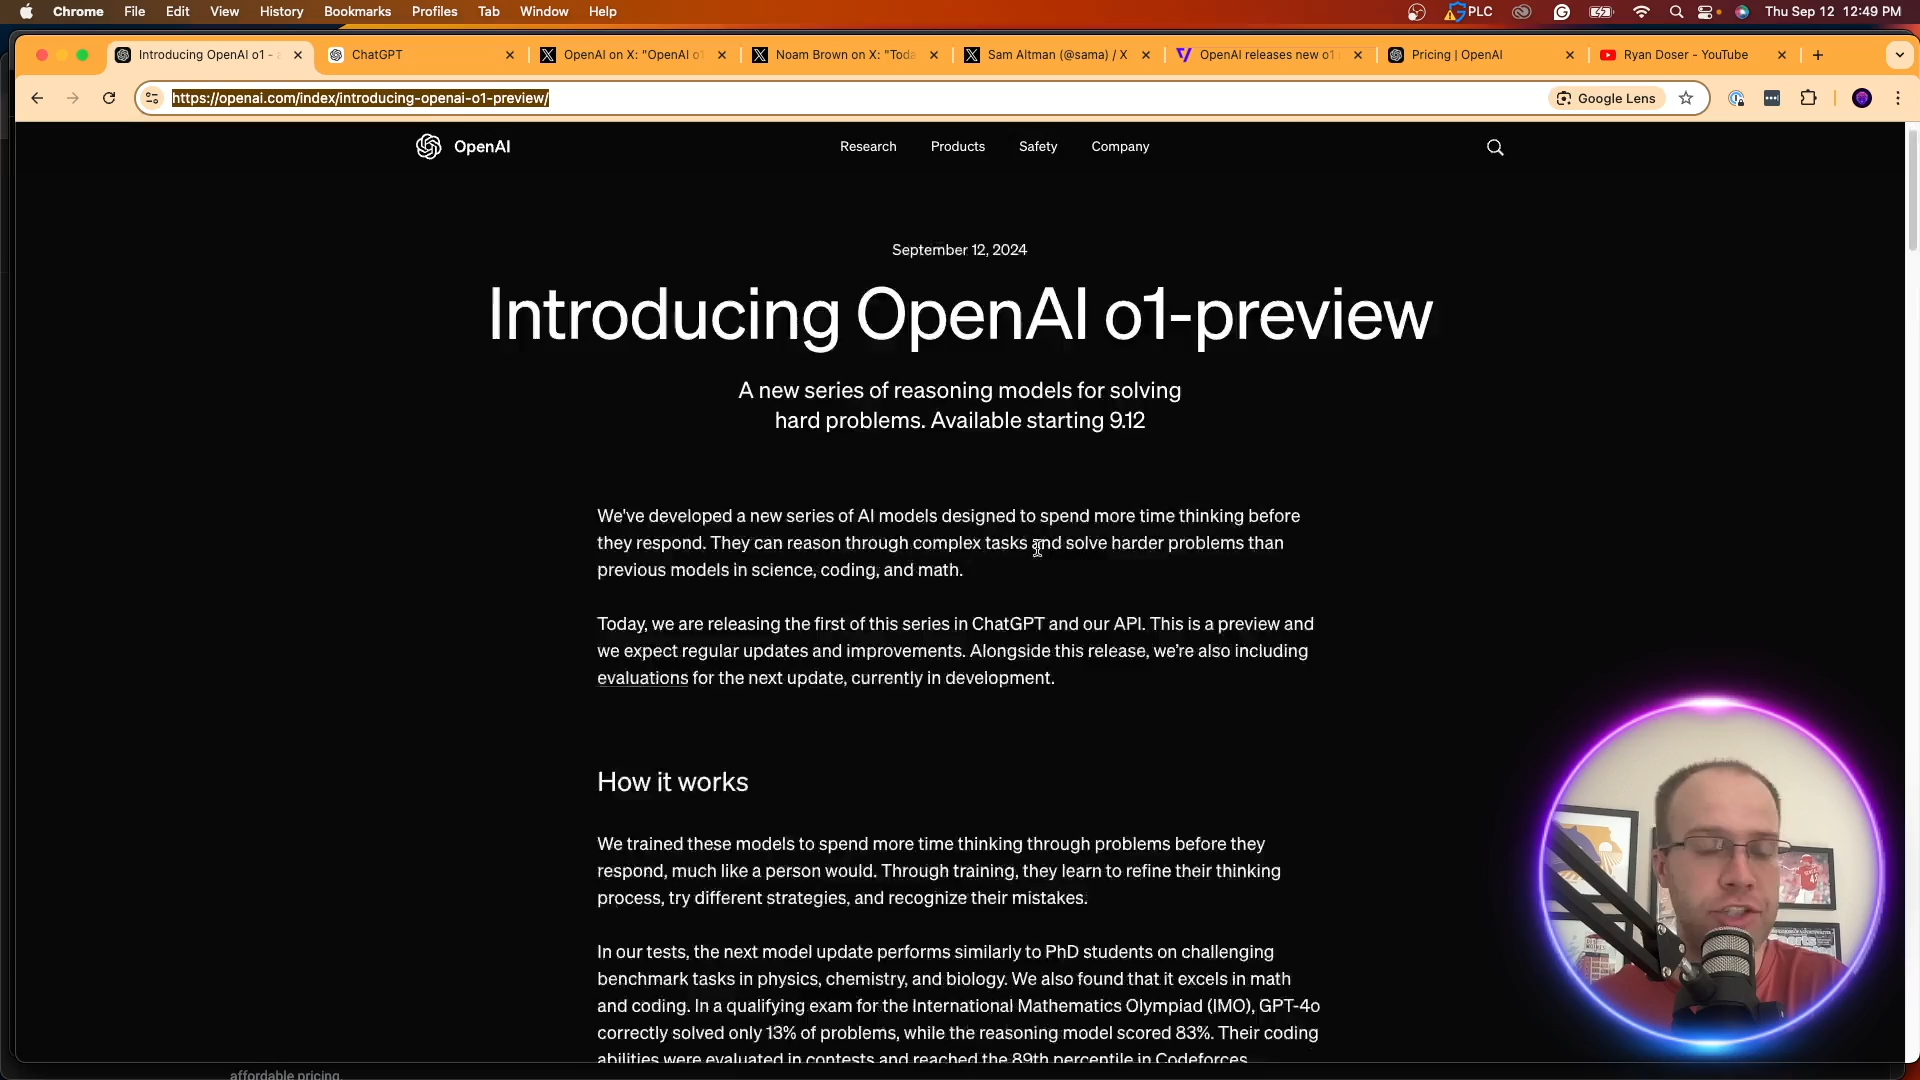 Chrome File Edit View History Bookmarks Profiles Tab Window Help PLC Thu Sep 12 12:49 PM
Introducing OpenAI o1 - a ChatGPT OpenAI on X: "OpenAI o1 Noam Brown on X: "Toda Sam Altman (@sama) / X OpenAI releases new o1 Pricing | OpenAI Ryan Doser - YouTube
https://openai.com/index/introducing-openai-o1-preview/ Google Lens
OpenAI Research Products Safety Company
September 12, 2024
Introducing OpenAI o1-preview
A new series of reasoning models for solving
hard problems. Available starting 9.12
We've developed a new series of AI models designed to spend more time thinking before
they respond. They can reason through complex tasks and solve harder problems than
previous models in science, coding, and math.
Today, we are releasing the first of this series in ChatGPT and our API. This is a preview and
we expect regular updates and improvements. Alongside this release, we're also including
evaluations for the next update, currently in development.
How it works
We trained these models to spend more time thinking through problems before they
respond, much like a person would. Through training, they learn to refine their thinking
process, try different strategies, and recognize their mistakes.
In our tests, the next model update performs similarly to PhD students on challenging
benchmark tasks in physics, chemistry, and biology. We also found that it excels in math
and coding. In a qualifying exam for the International Mathematics Olympiad (IMO), GPT-4o
correctly solved only 13% of problems, while the reasoning model scored 83%. Their coding
abilities were evaluated in contests and reached the 89th percentile in Codeforces
affordable pricing.